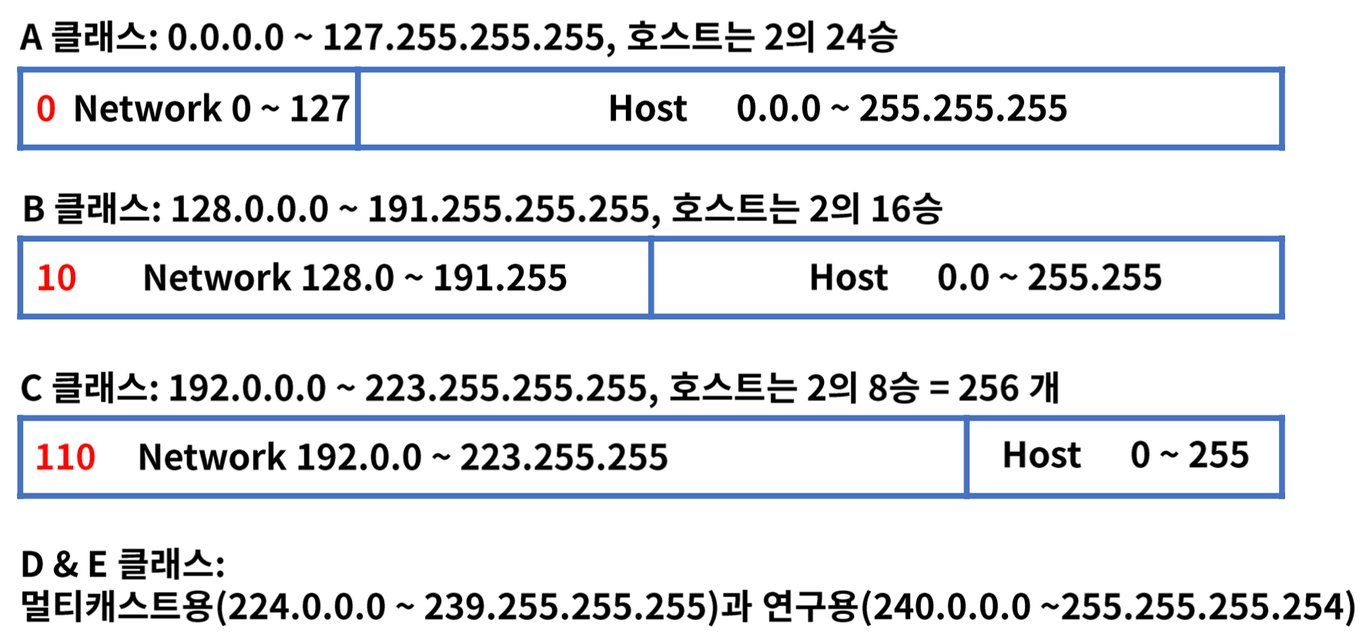 A 클래스: 0.0.0.0 ~ 127.255.255.255, 호스트는 2의 24승
0 Network 0 ~ 127 Host 0.0.0 ~ 255.255.255
B 클래스: 128.0.0.0 ~ 191.255.255.255, 호스트는 2의 16승
10 Network 128.0 ~ 191.255 Host 0.0 ~ 255.255
C 클래스: 192.0.0.0 ~ 223.255.255.255, 호스트는 2의 8승 = 256 개
110 Network 192.0.0 ~ 223.255.255 Host 0 ~ 255
D & E 클래스:
멀티캐스트용(224.0.0.0 ~ 239.255.255.255)과 연구용(240.0.0.0 ~255.255.255.254)